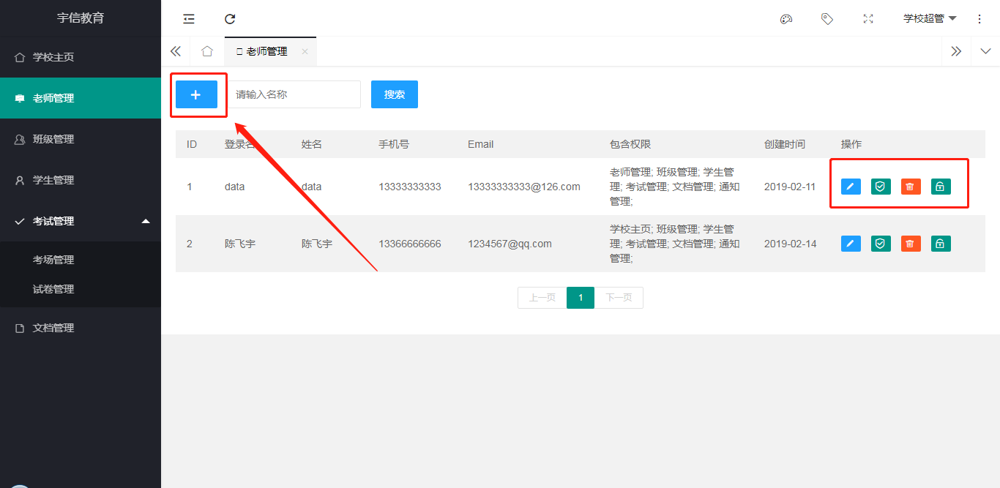 宇信教育
学校超管
学校主页
老师管理
班级管理
学生管理
考试管理
考场管理
试卷管理
文档管理
老师管理
请输入名称
搜索
ID 登录名 姓名 手机号 Email 包含权限 创建时间 操作
1 data data 13333333333 13333333333@126.com 老师管理; 班级管理; 学生管
理; 考试管理; 文档管理; 通知
管理; 2019-02-11
2 陈飞宇 陈飞宇 13366666666 1234567@qq.com 学校主页; 班级管理; 学生管
理; 考试管理; 文档管理; 通知
管理; 2019-02-14
上一页 1 下一页